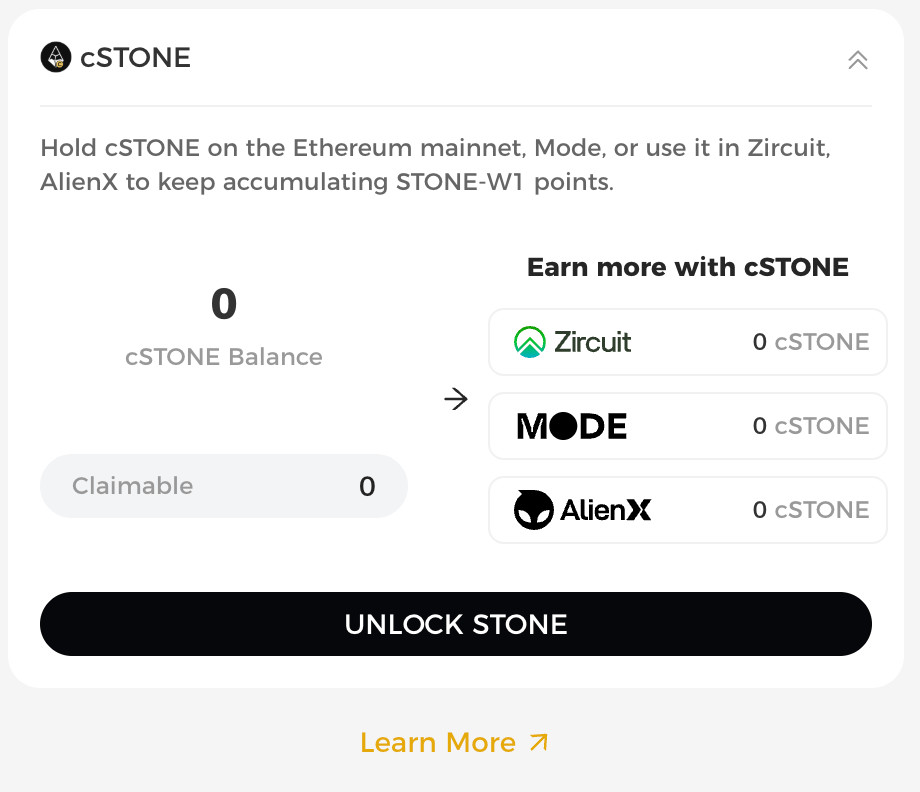 cSTONE
Hold cSTONE on the Ethereum mainnet, Mode, or use it in Zircuit,
AlienX to keep accumulating STONE-W1 points.
0
cSTONE Balance
Claimable 0
Earn more with cSTONE
Zircuit 0 cSTONE
MODE 0 cSTONE
AlienX 0 cSTONE
UNLOCK STONE
Learn More